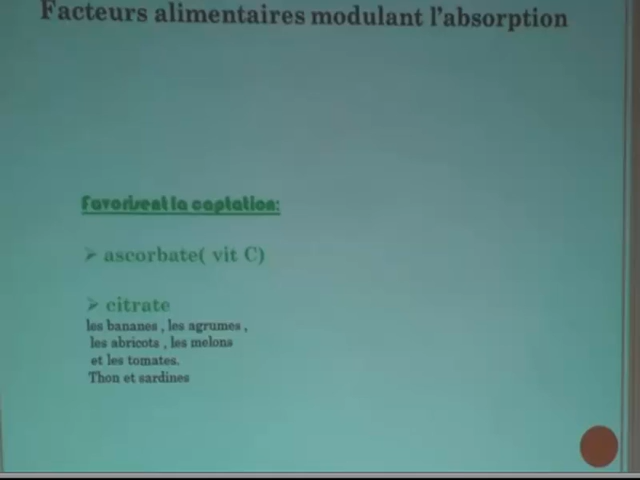 Facteurs alimentaires modulant l'absorption
Favorisent la captation:
➢ ascorbate( vit C)
➢ citrate
les bananes , les agrumes ,
les abricots , les melons
et les tomates.
Thon et sardines